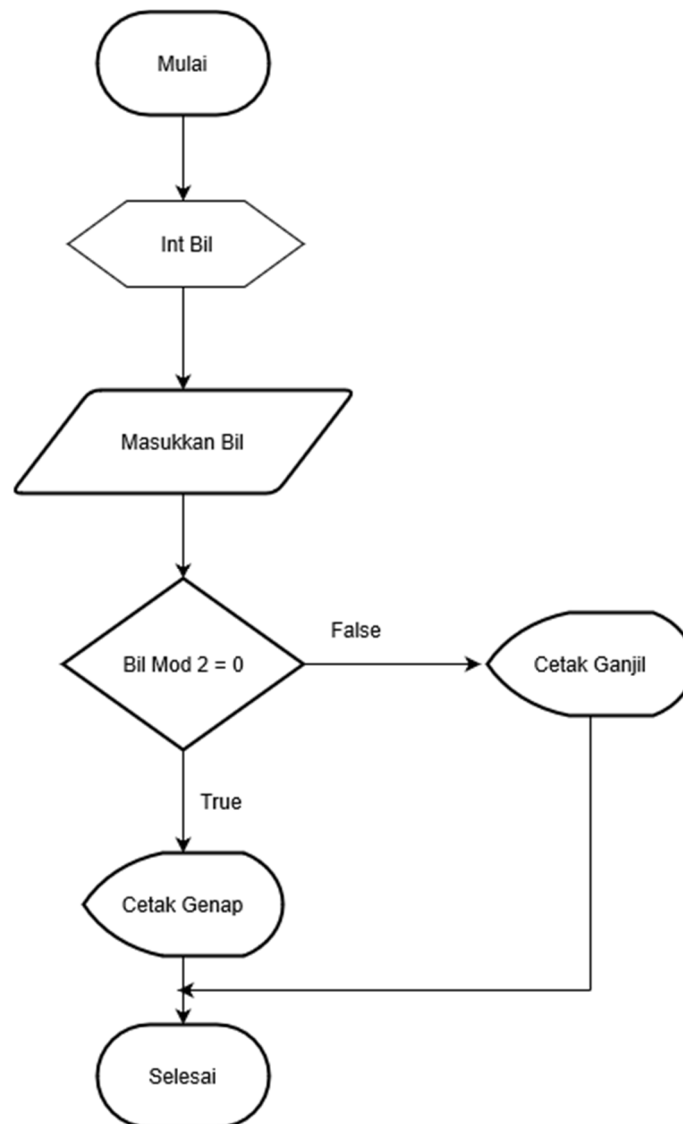 Mulai
Int Bil
Masukkan Bil
Bil Mod 2 = 0
False
Cetak Ganjil
True
Cetak Genap
Selesai